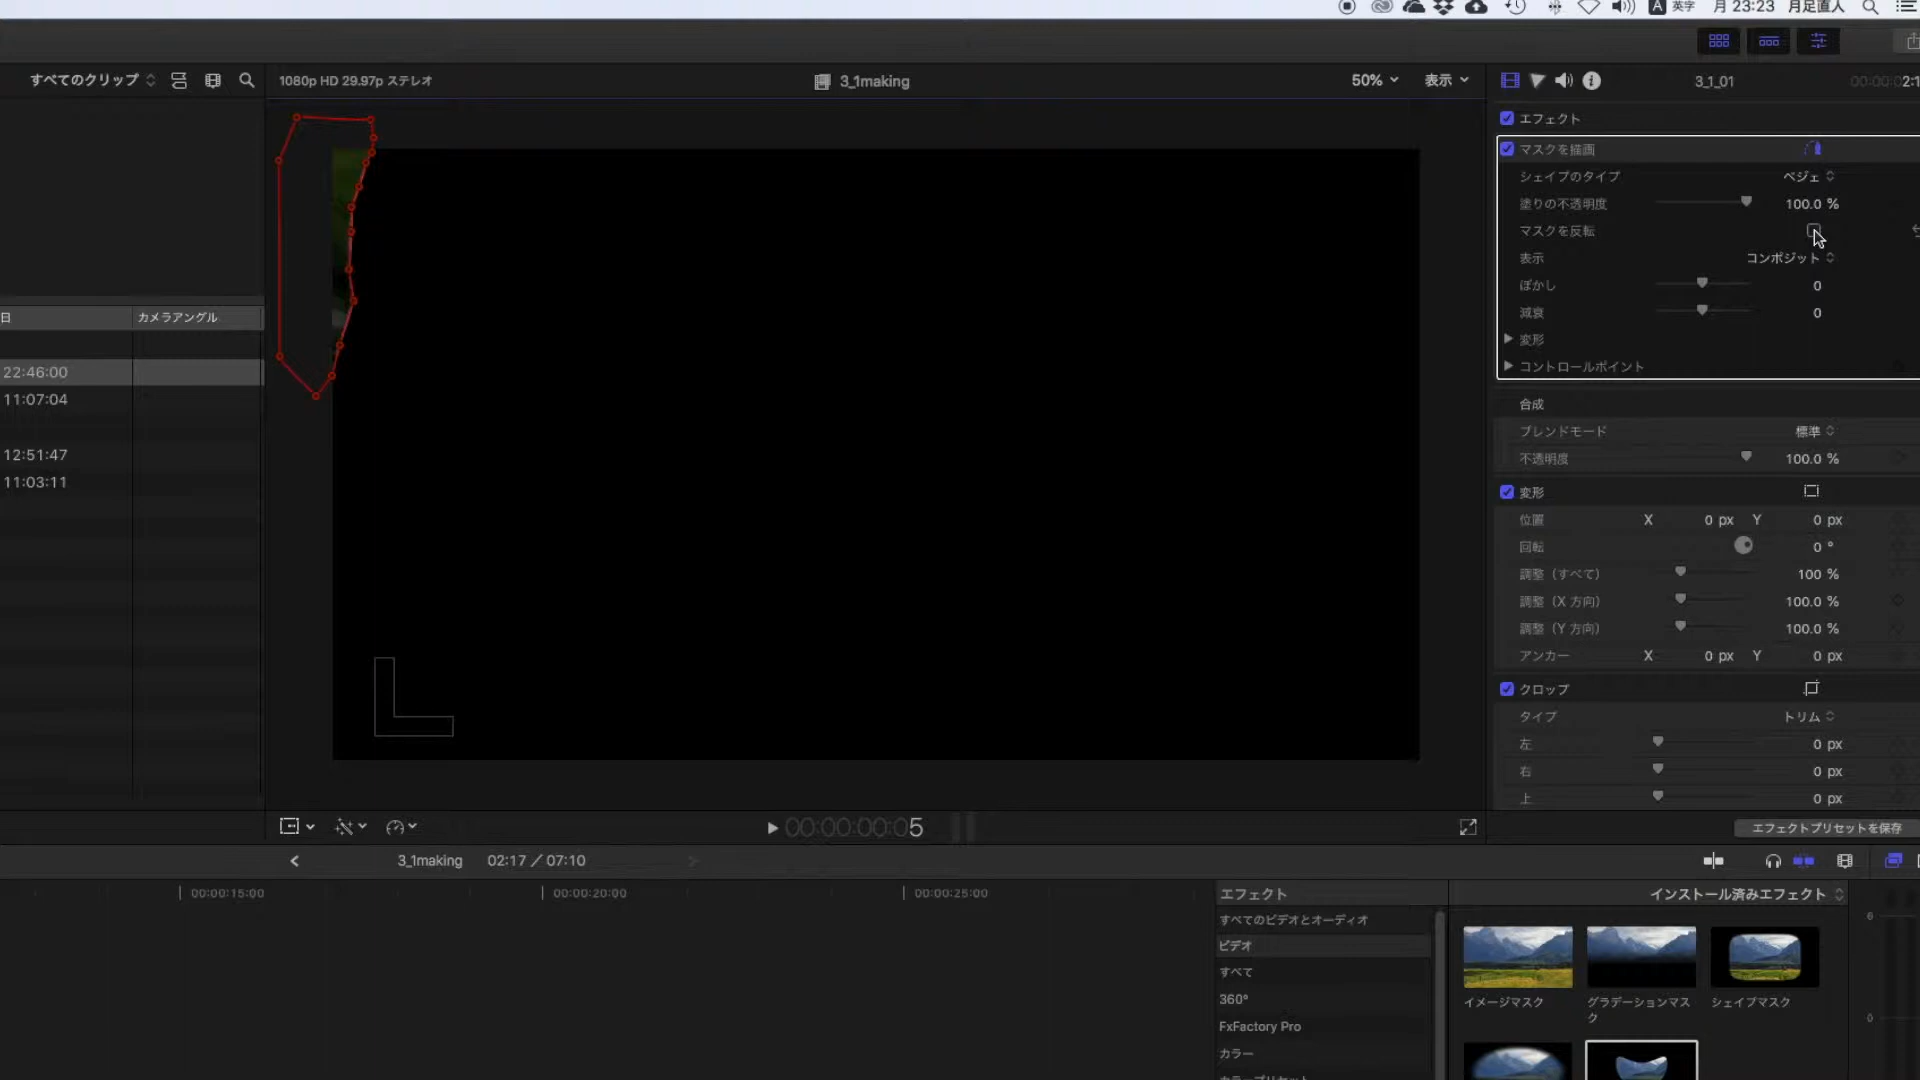 A 英字 月 23:23 月足直人
すべてのクリップ
1080p HD 29.97p ステレオ
3_1making
50%
表示
3_1_01
エフェクト
マスクを描画
シェイプのタイプ ベジェ
塗りの不透明度 100.0 %
マスクを反転
表示 コンポジット
ぼかし 0
減衰 0
変形
コントロールポイント
日 カメラアングル
22:46:00
11:07:04
12:51:47
11:03:11
合成
ブレンドモード 標準
不透明度 100.0 %
変形
位置 X 0 px Y 0 px
回転 0 °
調整 (すべて) 100 %
調整 (X 方向) 100.0 %
調整 (Y 方向) 100.0 %
アンカー X 0 px Y 0 px
クロップ
タイプ トリム
左 0 px
右 0 px
上 0 px
00:00:00:05
エフェクトプリセットを保存
3_1making 02:17 / 07:10
00:00:15:00 00:00:20:00 00:00:25:00
エフェクト インストール済みエフェクト
すべてのビデオとオーディオ
ビデオ
すべて
360°
FxFactory Pro
カラー
イメージマスク
グラデーションマスク
シェイプマスク
6
0